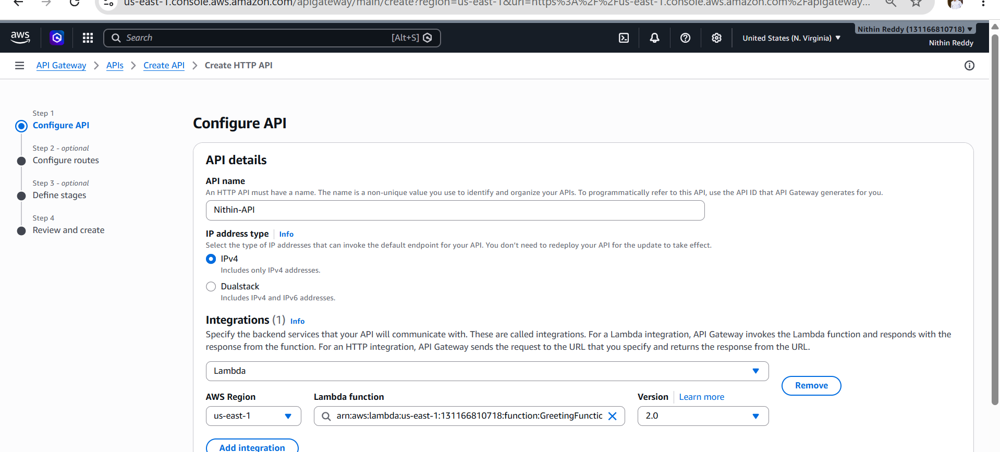 us-east-1.console.aws.amazon.com/apigateway/main/create?region=us-east-1&url=https%3A%2F%2Fus-east-1.console.aws.amazon.com%2Fapigateway...
aws
Search
[Alt+S]
United States (N. Virginia)
Nithin Reddy (131166810718)
Nithin Reddy
API Gateway
APIs
Create API
Create HTTP API
Step 1
Configure API
Step 2 - optional
Configure routes
Step 3 - optional
Define stages
Step 4
Review and create
Configure API
API details
API name
An HTTP API must have a name. The name is a non-unique value you use to identify and organize your APIs. To programmatically refer to this API, use the API ID that API Gateway generates for you.
Nithin-API
IP address type Info
Select the type of IP addresses that can invoke the default endpoint for your API. You don't need to redeploy your API for the update to take effect.
IPv4
Includes only IPv4 addresses.
Dualstack
Includes IPv4 and IPv6 addresses.
Integrations (1) Info
Specify the backend services that your API will communicate with. These are called integrations. For a Lambda integration, API Gateway invokes the Lambda function and responds with the
response from the function. For an HTTP integration, API Gateway sends the request to the URL that you specify and returns the response from the URL.
Lambda
Remove
AWS Region Lambda function Version Learn more
us-east-1 arn:aws:lambda:us-east-1:131166810718:function:GreetingFunctic 2.0
Add integration